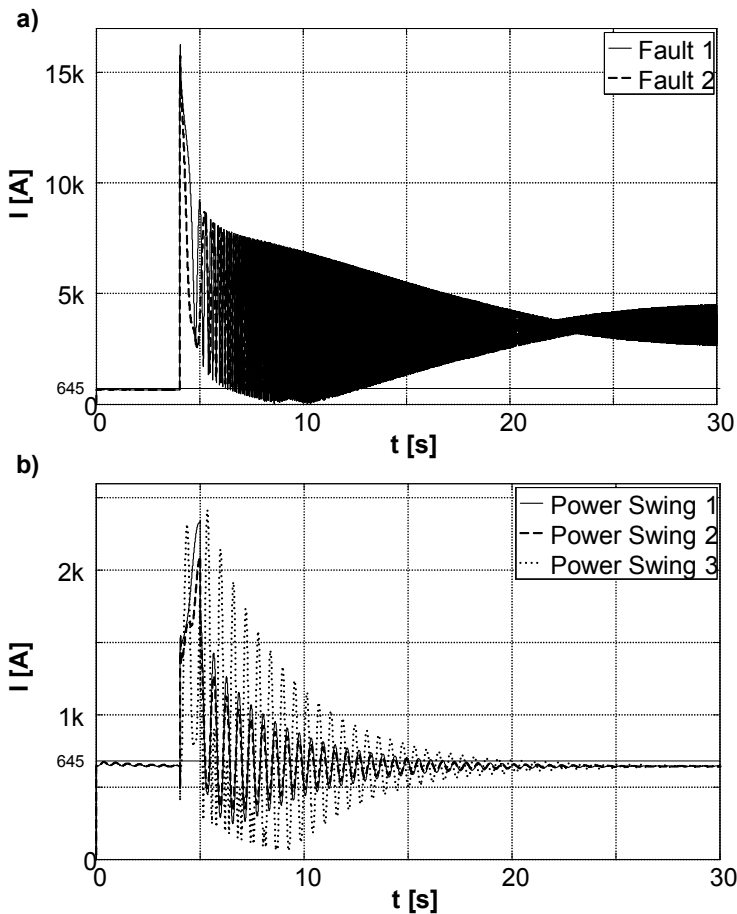 a)
15k
10k
5k
645
0
I [A]
Fault 1
Fault 2
0
10
20
30
t [s]
b)
2k
1k
645
0
I [A]
Power Swing 1
Power Swing 2
Power Swing 3
0
10
20
30
t [s]